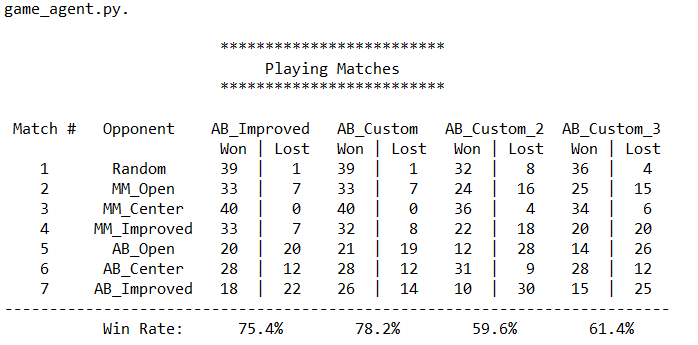 game_agent.py.
*************************
Playing Matches
*************************
Match # Opponent AB_Improved AB_Custom AB_Custom_2 AB_Custom_3
Won | Lost Won | Lost Won | Lost Won | Lost
1 Random 39 | 1 39 | 1 32 | 8 36 | 4
2 MM_Open 33 | 7 33 | 7 24 | 16 25 | 15
3 MM_Center 40 | 0 40 | 0 36 | 4 34 | 6
4 MM_Improved 33 | 7 32 | 8 22 | 18 20 | 20
5 AB_Open 20 | 20 21 | 19 12 | 28 14 | 26
6 AB_Center 28 | 12 28 | 12 31 | 9 28 | 12
7 AB_Improved 18 | 22 26 | 14 10 | 30 15 | 25
--------------------------------------------------------------------------
Win Rate: 75.4% 78.2% 59.6% 61.4%